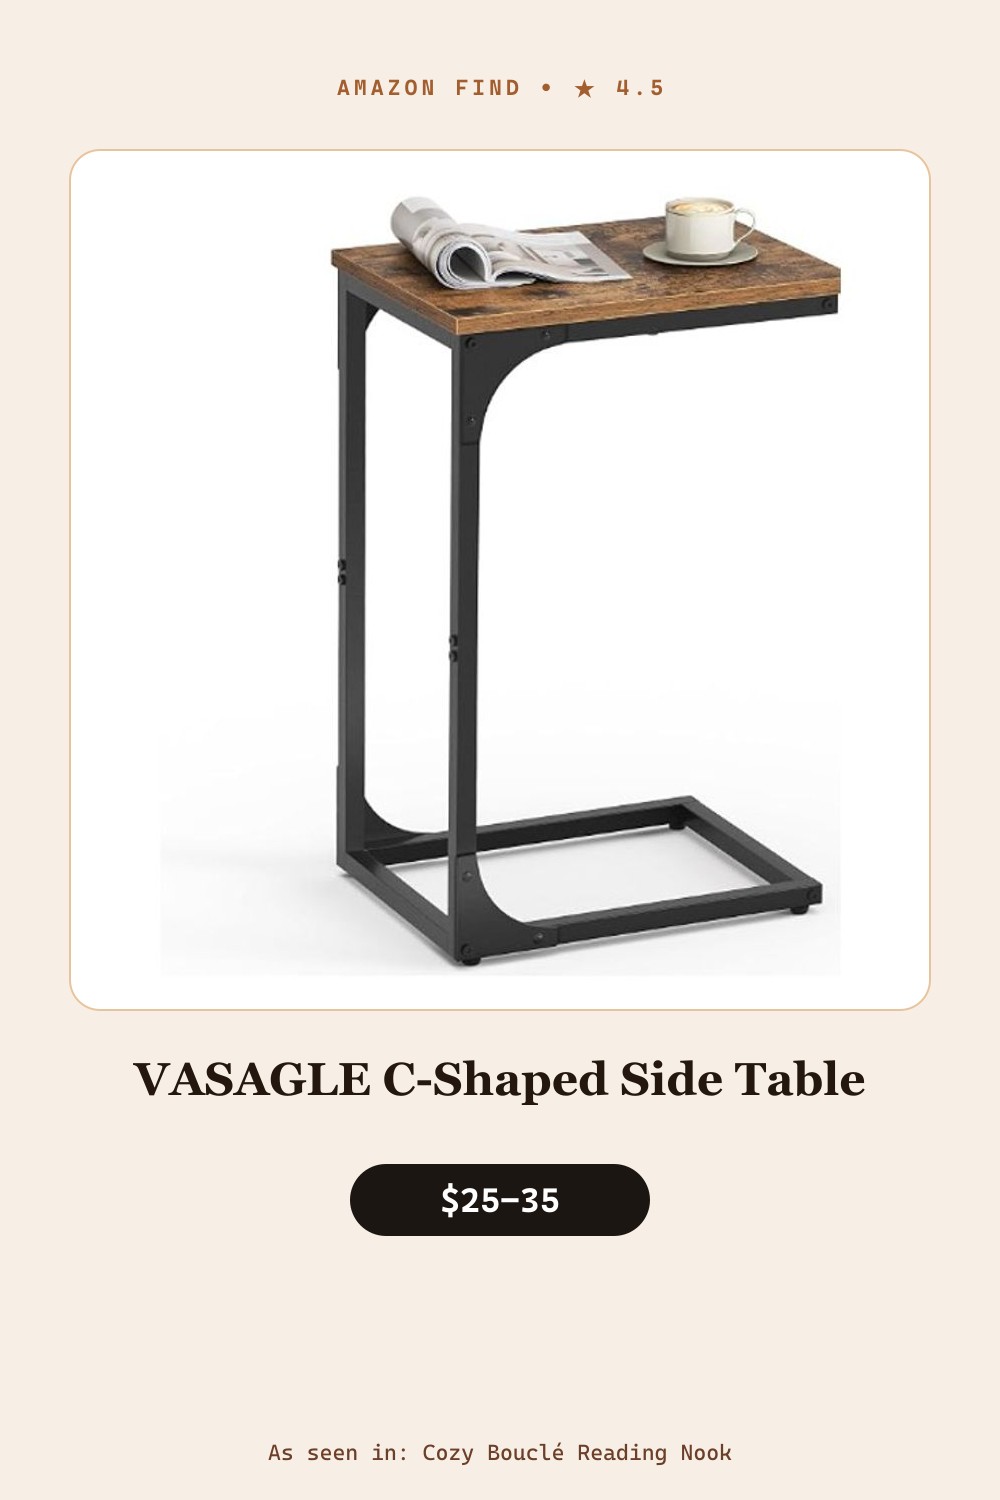 AMAZON FIND • ★ 4.5
VASAGLE C-Shaped Side Table
$25–35
As seen in: Cozy Bouclé Reading Nook